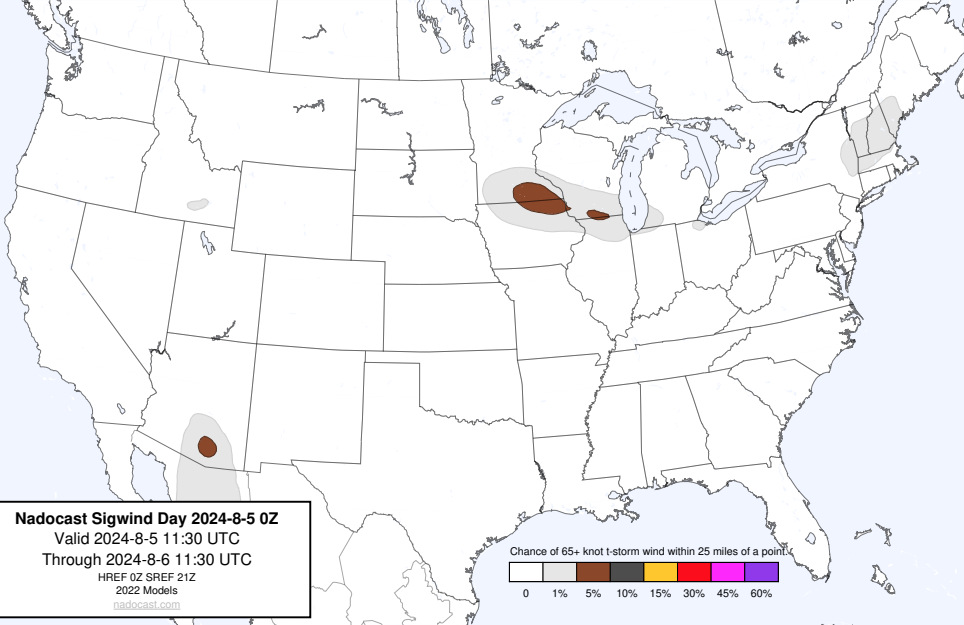 Nadocast Sigwind Day 2024-8-5 0Z
Valid 2024-8-5 11:30 UTC
Through 2024-8-6 11:30 UTC
HREF 0Z SREF 21Z
2022 Models
nadocast.com
Chance of 65+ knot t-storm wind within 25 miles of a point.
0 1% 5% 10% 15% 30% 45% 60%